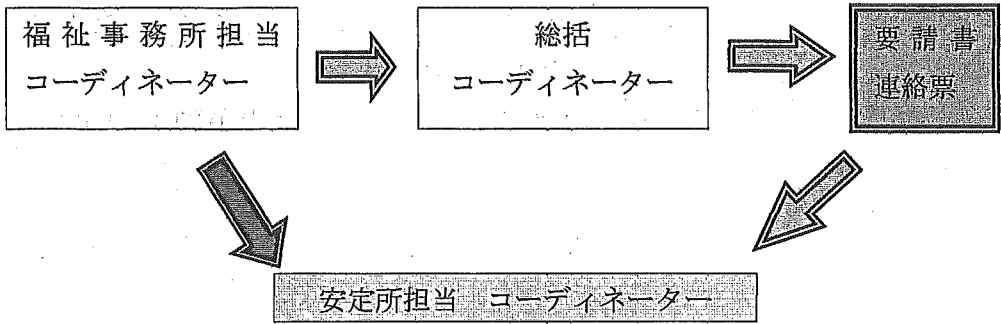 福祉事務所担当
コーディネーター
総括
コーディネーター
要請書
連絡票
安定所担当　コーディネーター